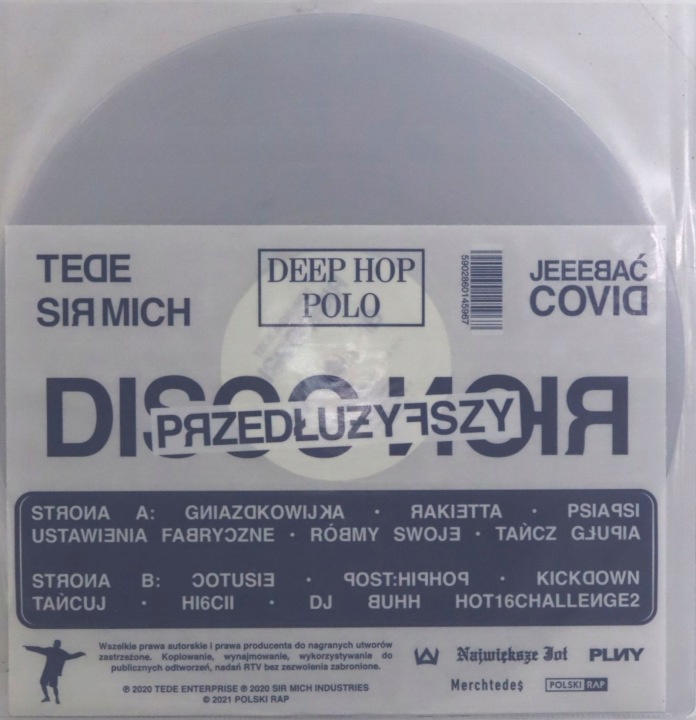 TEDE
SIR MICH
DEEP HOP
POLO
5902860145967
JEEEBAĆ
COVID
DISCO NOIR
PRZEDŁUŻYFSZY
STRONA A: GNIAZDKOWIJKA · RAKIETTA · PSIAPSI
USTAWIENIA FABRYCZNE · RÓBMY SWOJE · TAŃCZ GŁUPIA
STRONA B: COTUSIE · POST:HIPHOP · KICKDOWN
TAŃCUJ · HI6CII · DJ BUHH HOT16CHALLENGE2
Wszelkie prawa autorskie i prawa producenta do nagranych utworów
zastrzeżone. Kopiowanie, wynajmowanie, wykorzystywania do
publicznych odtworzeń, nadań RTV bez zezwolenia zabronione.
℗ 2020 TEDE ENTERPRISE ℗ 2020 SIR MICH INDUSTRIES
© 2021 POLSKI RAP
Największe Jot
PLNY
Merchtede$
POLSKI RAP